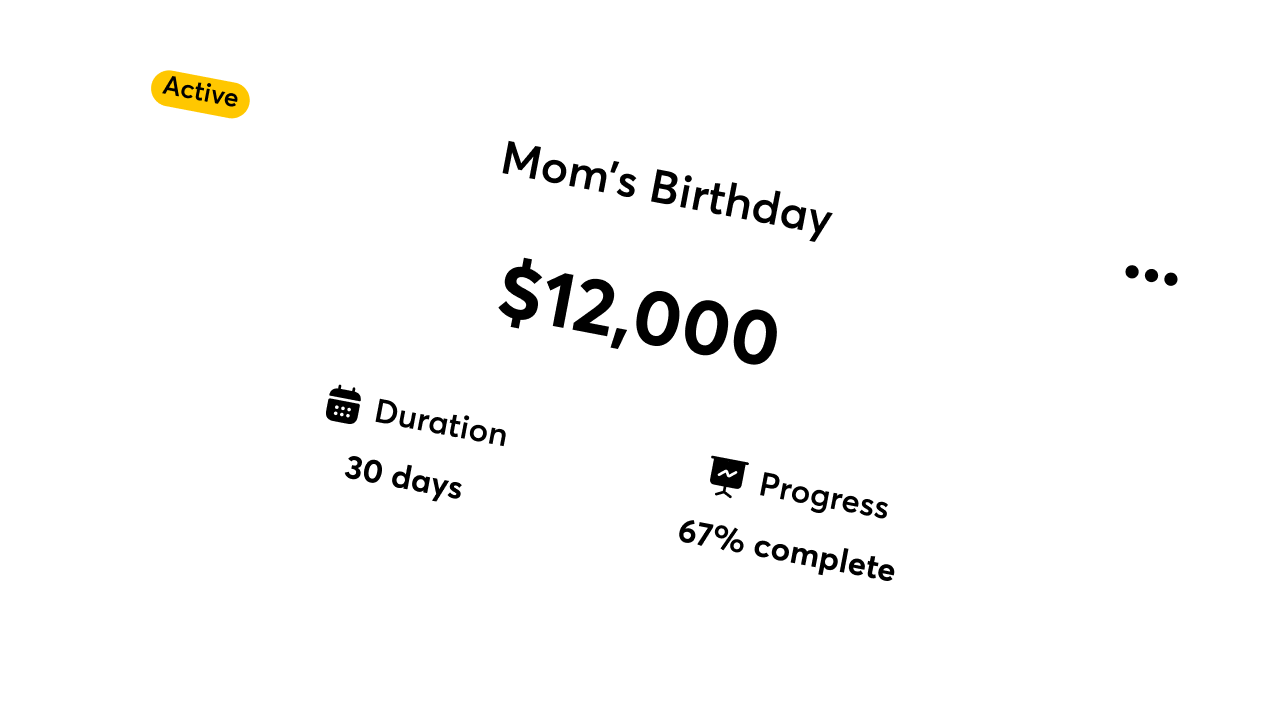 Active
Mom's Birthday
$12,000
Duration
30 days
Progress
67% complete